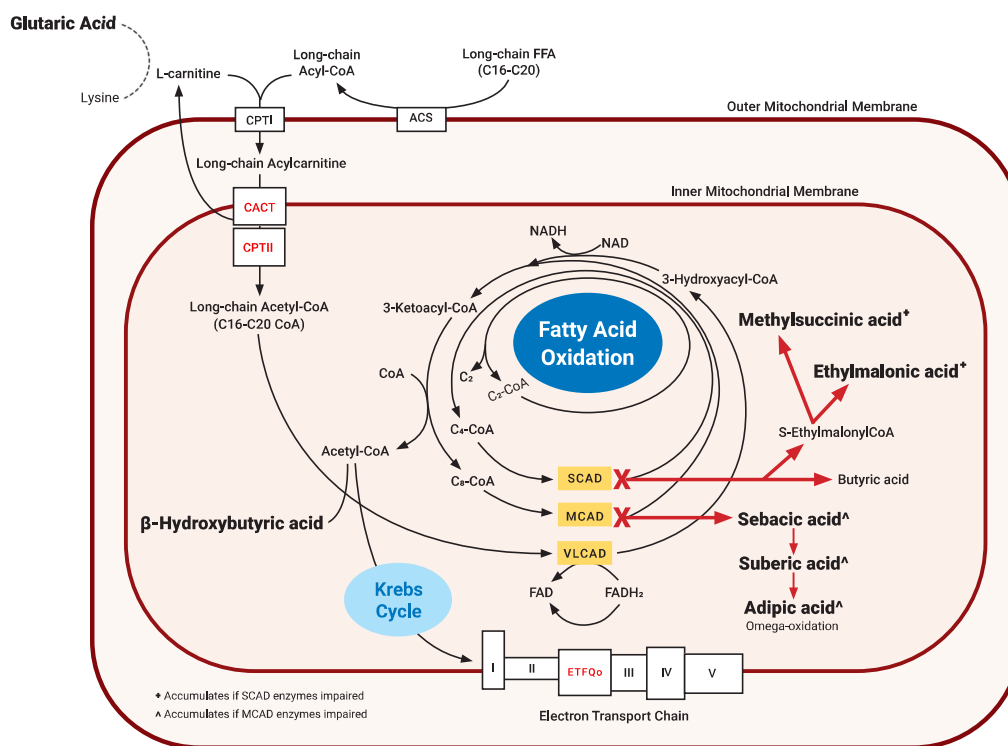 Glutaric Acid
Lysine
L-carnitine
Long-chain
Acyl-CoA
Long-chain FFA
(C16-C20)
Outer Mitochondrial Membrane
CPTI
ACS
Long-chain Acylcarnitine
Inner Mitochondrial Membrane
CACT
CPTII
Long-chain Acetyl-CoA
(C16-C20 CoA)
NADH
NAD
3-Hydroxyacyl-CoA
3-Ketoacyl-CoA
Fatty Acid
Oxidation
C₂
C₂-CoA
CoA
C₄-CoA
Acetyl-CoA
C₈-CoA
Methylsuccinic acid⁺
Ethylmalonic acid⁺
S-EthylmalonylCoA
SCAD
X
Butyric acid
MCAD
X
Sebacic acid^
β-Hydroxybutyric acid
VLCAD
Suberic acid^
FAD
FADH₂
Adipic acid^
Omega-oxidation
Krebs
Cycle
I
II
ETFQo
III
IV
V
Electron Transport Chain
+ Accumulates if SCAD enzymes impaired
^ Accumulates if MCAD enzymes impaired